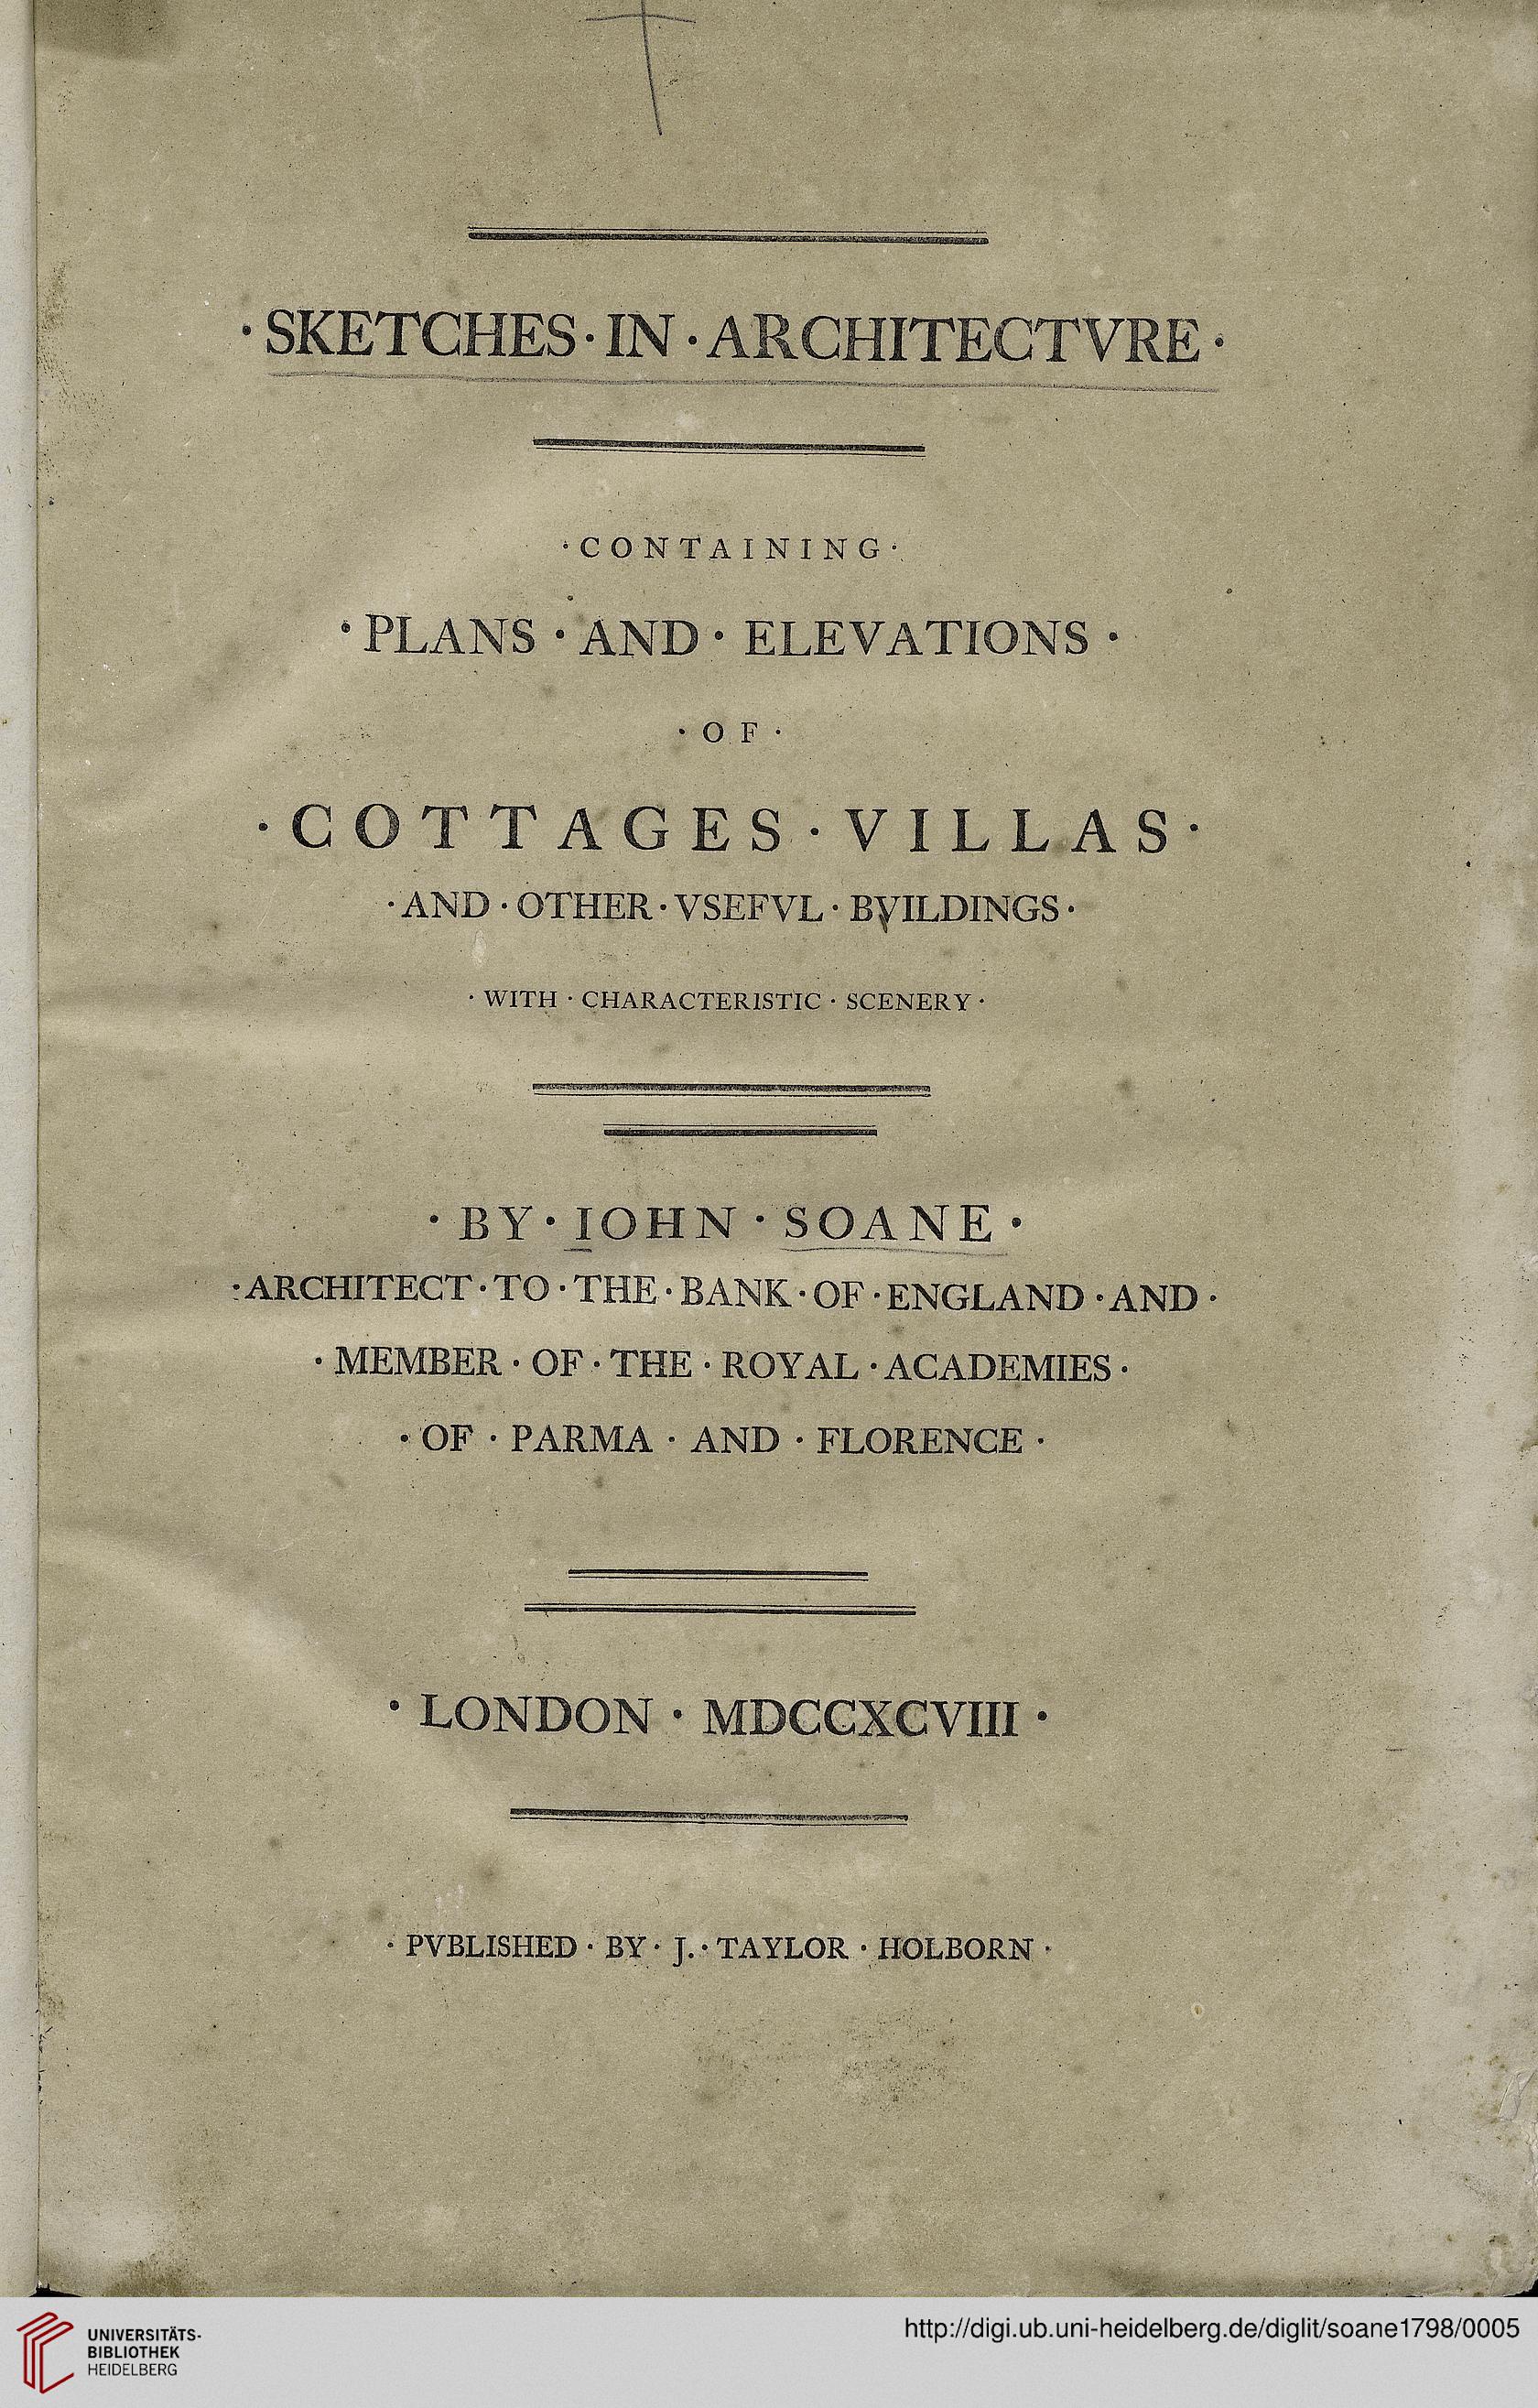 ·SKETCHES·IN·ARCHITECTVRE·
·CONTAINING·
·PLANS·AND·ELEVATIONS·
·OF·
·COTTAGES·VILLAS·
·AND·OTHER·VSEFVL·BVILDINGS·
·WITH·CHARACTERISTIC·SCENERY·
·BY·IOHN·SOANE·
·ARCHITECT·TO·THE·BANK·OF·ENGLAND·AND·
·MEMBER·OF·THE·ROYAL·ACADEMIES·
·OF·PARMA·AND·FLORENCE·
·LONDON·MDCCXCVIII·
·PVBLISHED·BY·J.·TAYLOR·HOLBORN·
UNIVERSITÄTS-
BIBLIOTHEK
HEIDELBERG
http://digi.ub.uni-heidelberg.de/diglit/soane1798/0005